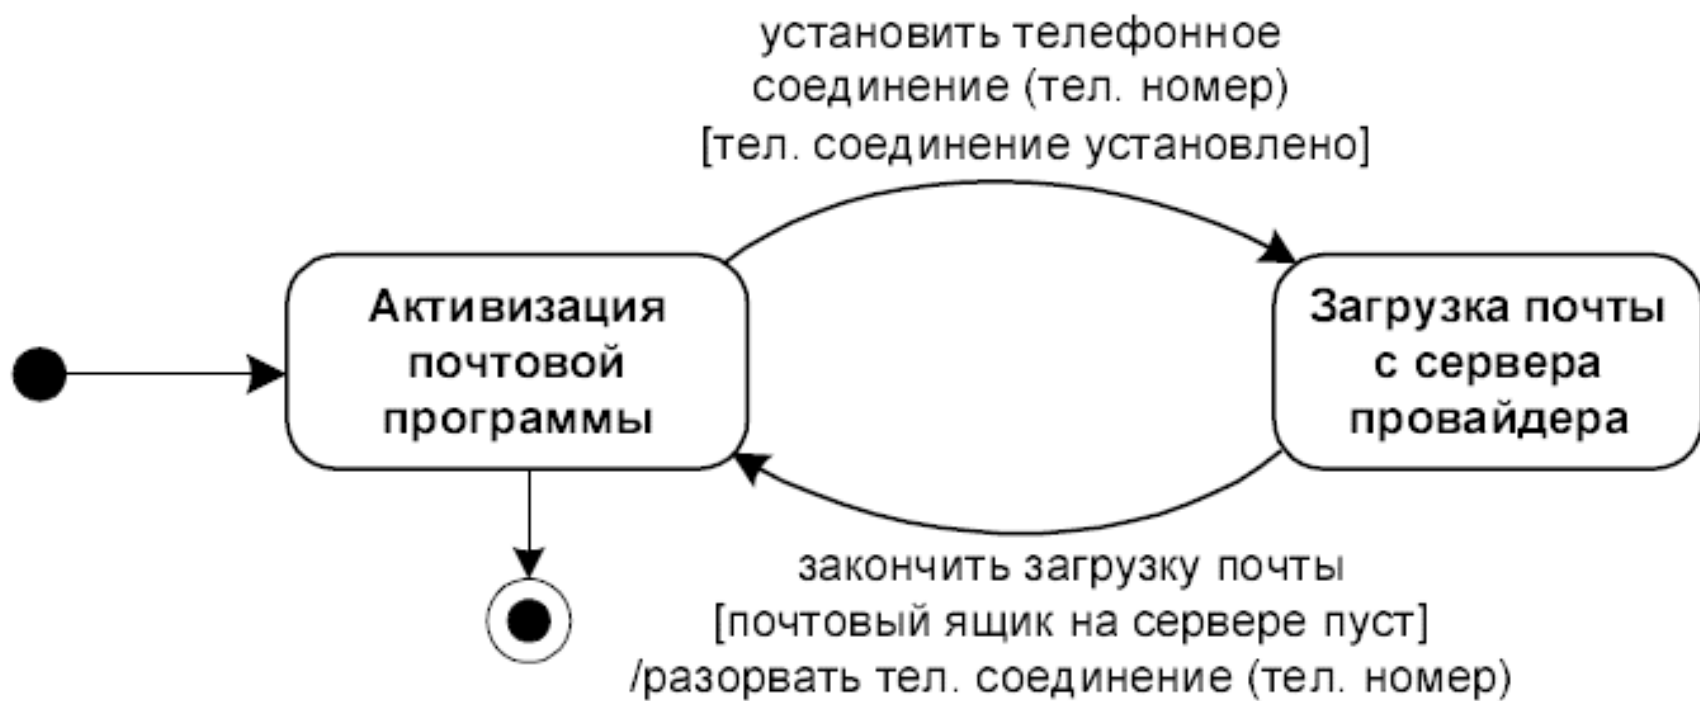 установить телефонное
соединение (тел. номер)
[тел. соединение установлено]
Активизация
почтовой
программы
Загрузка почты
с сервера
провайдера
закончить загрузку почты
[почтовый ящик на сервере пуст]
/разорвать тел. соединение (тел. номер)